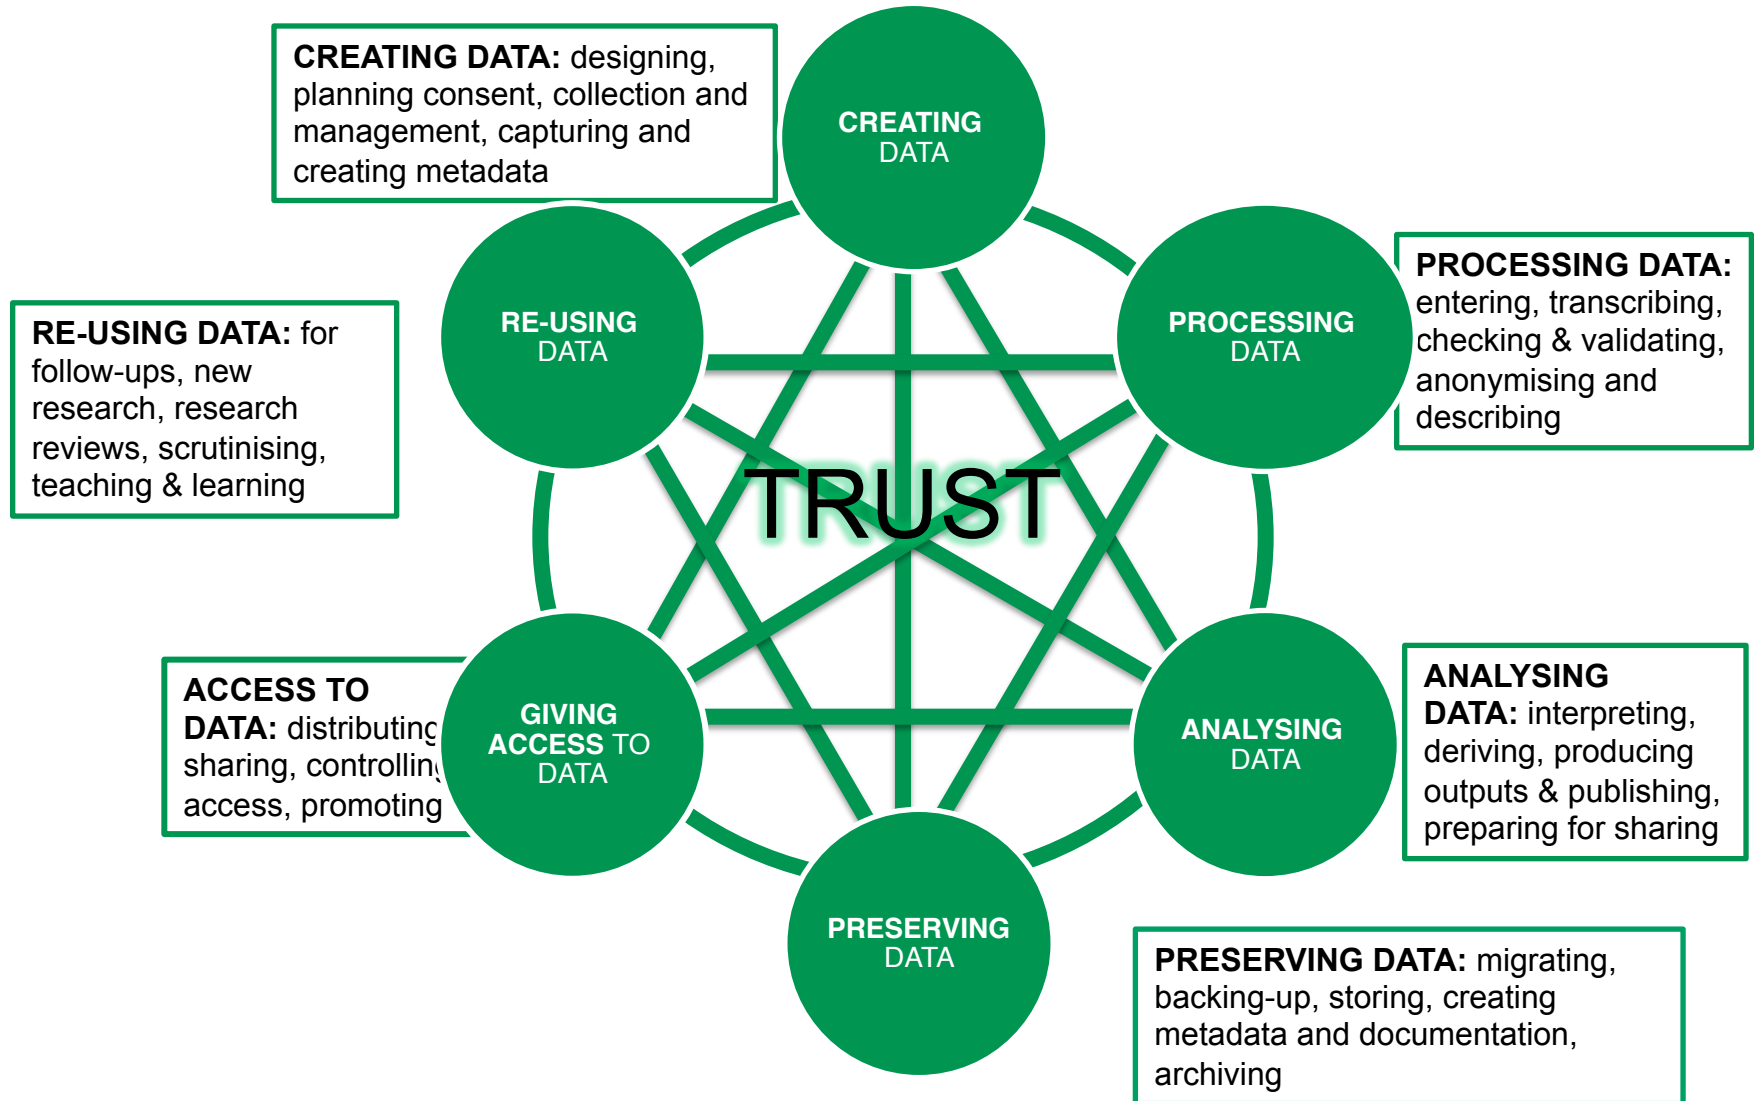 CREATING DATA: designing,
planning consent, collection and
management, capturing and
creating metadata
CREATING
DATA
PROCESSING
DATA
PROCESSING DATA:
entering, transcribing,
checking & validating,
anonymising and
describing
RE-USING
DATA
RE-USING DATA: for
follow-ups, new
research, research
reviews, scrutinising,
teaching & learning
TRUST
ACCESS TO
DATA: distributing
sharing, controlling
access, promoting
GIVING
ACCESS TO
DATA
ANALYSING
DATA
ANALYSING
DATA: interpreting,
deriving, producing
outputs & publishing,
preparing for sharing
PRESERVING
DATA
PRESERVING DATA: migrating,
backing-up, storing, creating
metadata and documentation,
archiving